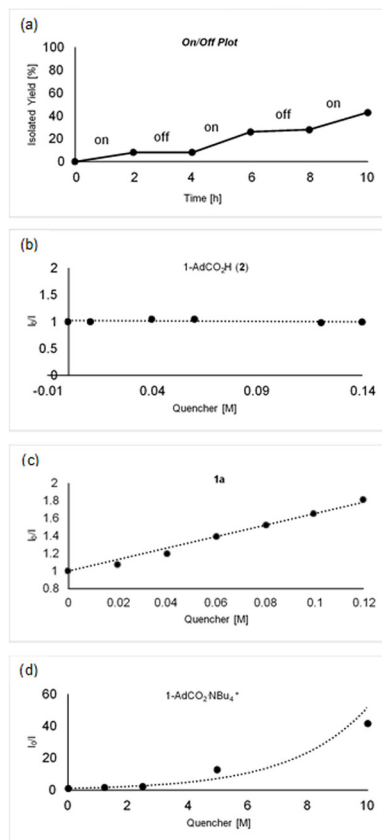 (a)
On/Off Plot
Isolated Yield [%]
100
80
60
40
20
0
on
off
on
off
on
0 2 4 6 8 10
Time [h]
(b)
1-AdCO₂H (2)
I₀/I
2
1.5
1
0.5
0
-0.01 0.04 0.09 0.14
Quencher [M]
(c)
1a
I₀/I
2
1.8
1.6
1.4
1.2
1
0.8
0 0.02 0.04 0.06 0.08 0.1 0.12
Quencher [M]
(d)
1-AdCO₂⁻NBu₄⁺
I₀/I
60
40
20
0
0 2 4 6 8 10
Quencher [M]